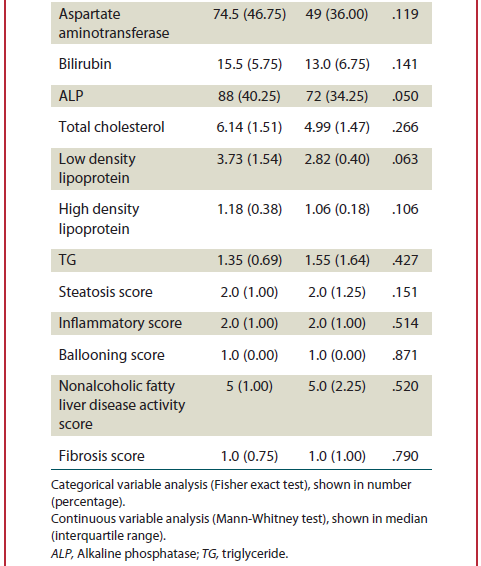 Aspartate 74.5 (46.75) 49 (36.00) .119
aminotransferase
Bilirubin 15.5 (5.75) 13.0 (6.75) .141
ALP 88 (40.25) 72 (34.25) .050
Total cholesterol 6.14 (1.51) 4.99 (1.47) .266
Low density 3.73 (1.54) 2.82 (0.40) .063
lipoprotein
High density 1.18 (0.38) 1.06 (0.18) .106
lipoprotein
TG 1.35 (0.69) 1.55 (1.64) .427
Steatosis score 2.0 (1.00) 2.0 (1.25) .151
Inflammatory score 2.0 (1.00) 2.0 (1.00) .514
Ballooning score 1.0 (0.00) 1.0 (0.00) .871
Nonalcoholic fatty 5 (1.00) 5.0 (2.25) .520
liver disease activity
score
Fibrosis score 1.0 (0.75) 1.0 (1.00) .790
Categorical variable analysis (Fisher exact test), shown in number
(percentage).
Continuous variable analysis (Mann-Whitney test), shown in median
(interquartile range).
ALP, Alkaline phosphatase; TG, triglyceride.